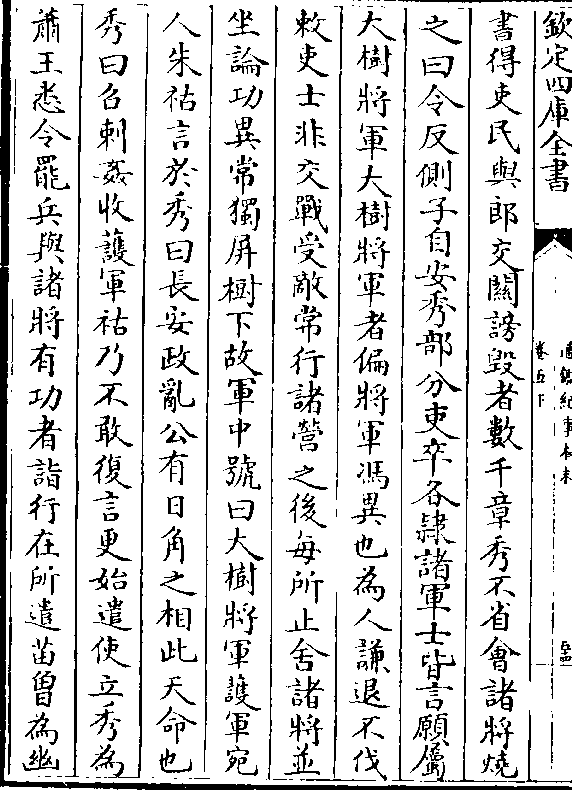 欽定四庫全書
通鑑紀事本末
卷五下
書得吏民與郎交關謗毀者數千章秀不省會諸將燒
之曰令反側子自安秀部分吏卒各隸諸軍士皆言願屬
大樹將軍大樹將軍者偏將軍馮異也為人謙退不伐
敕吏士非交戰受敵常行諸營之後每所止舍諸將並
坐論功異常獨屏樹下故軍中號曰大樹將軍護軍宛
人朱祜言於秀曰長安政亂公有日角之相此天命也
秀曰召刺姦收護軍祜乃不敢復言更始遣使立秀為
蕭王悉令罷兵與諸將有功者詣行在所遣苗曾為幽